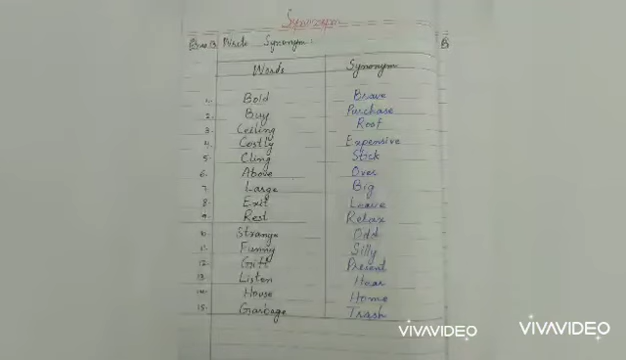 Synonym
Write Synonym:
Words Synonym
1. Bold Brave
2. Buy Purchase
3. Ceiling Roof
4. Costly Expensive
5. Cling Stick
6. Above Over
7. Large Big
8. Exit Leave
9. Rest Relax
10. Strange Odd
11. Funny Silly
12. Gift Present
13. Listen Hear
14. House Home
15. Garbage Trash
VIVAVIDEO VIVAVIDEO